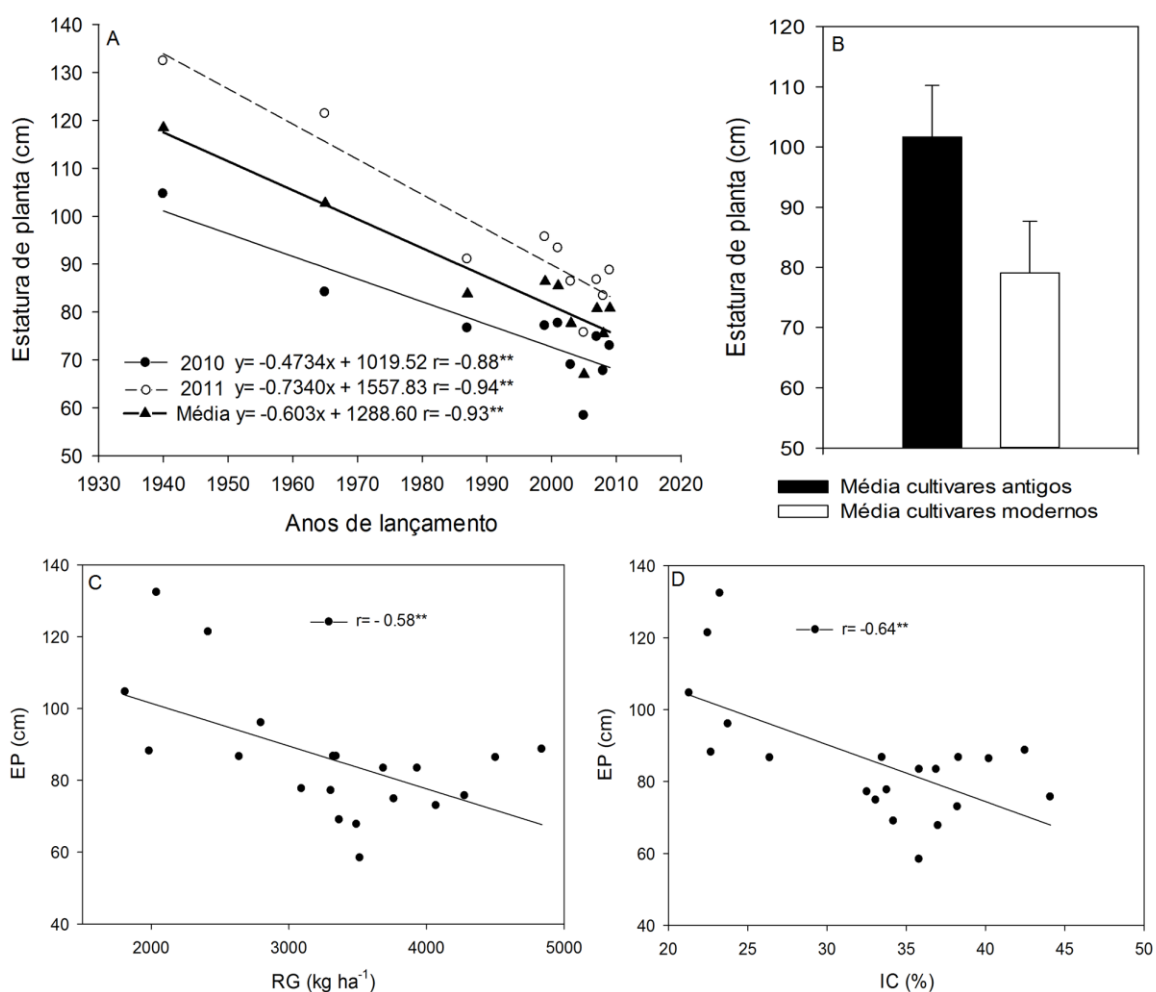 A
Estatura de planta (cm)
140
130
120
110
100
90
80
70
60
50
2010 y= -0.4734x + 1019.52 r= -0.88**
2011 y= -0.7340x + 1557.83 r= -0.94**
Média y= -0.603x + 1288.60 r= -0.93**
1930 1940 1950 1960 1970 1980 1990 2000 2010 2020
Anos de lançamento
B
Estatura de planta (cm)
120
110
100
90
80
70
60
50
Média cultivares antigos
Média cultivares modernos
C
EP (cm)
140
120
100
80
60
40
r= - 0.58**
2000 3000 4000 5000
RG (kg ha⁻¹)
D
EP (cm)
140
120
100
80
60
40
r= -0.64**
20 25 30 35 40 45 50
IC (%)